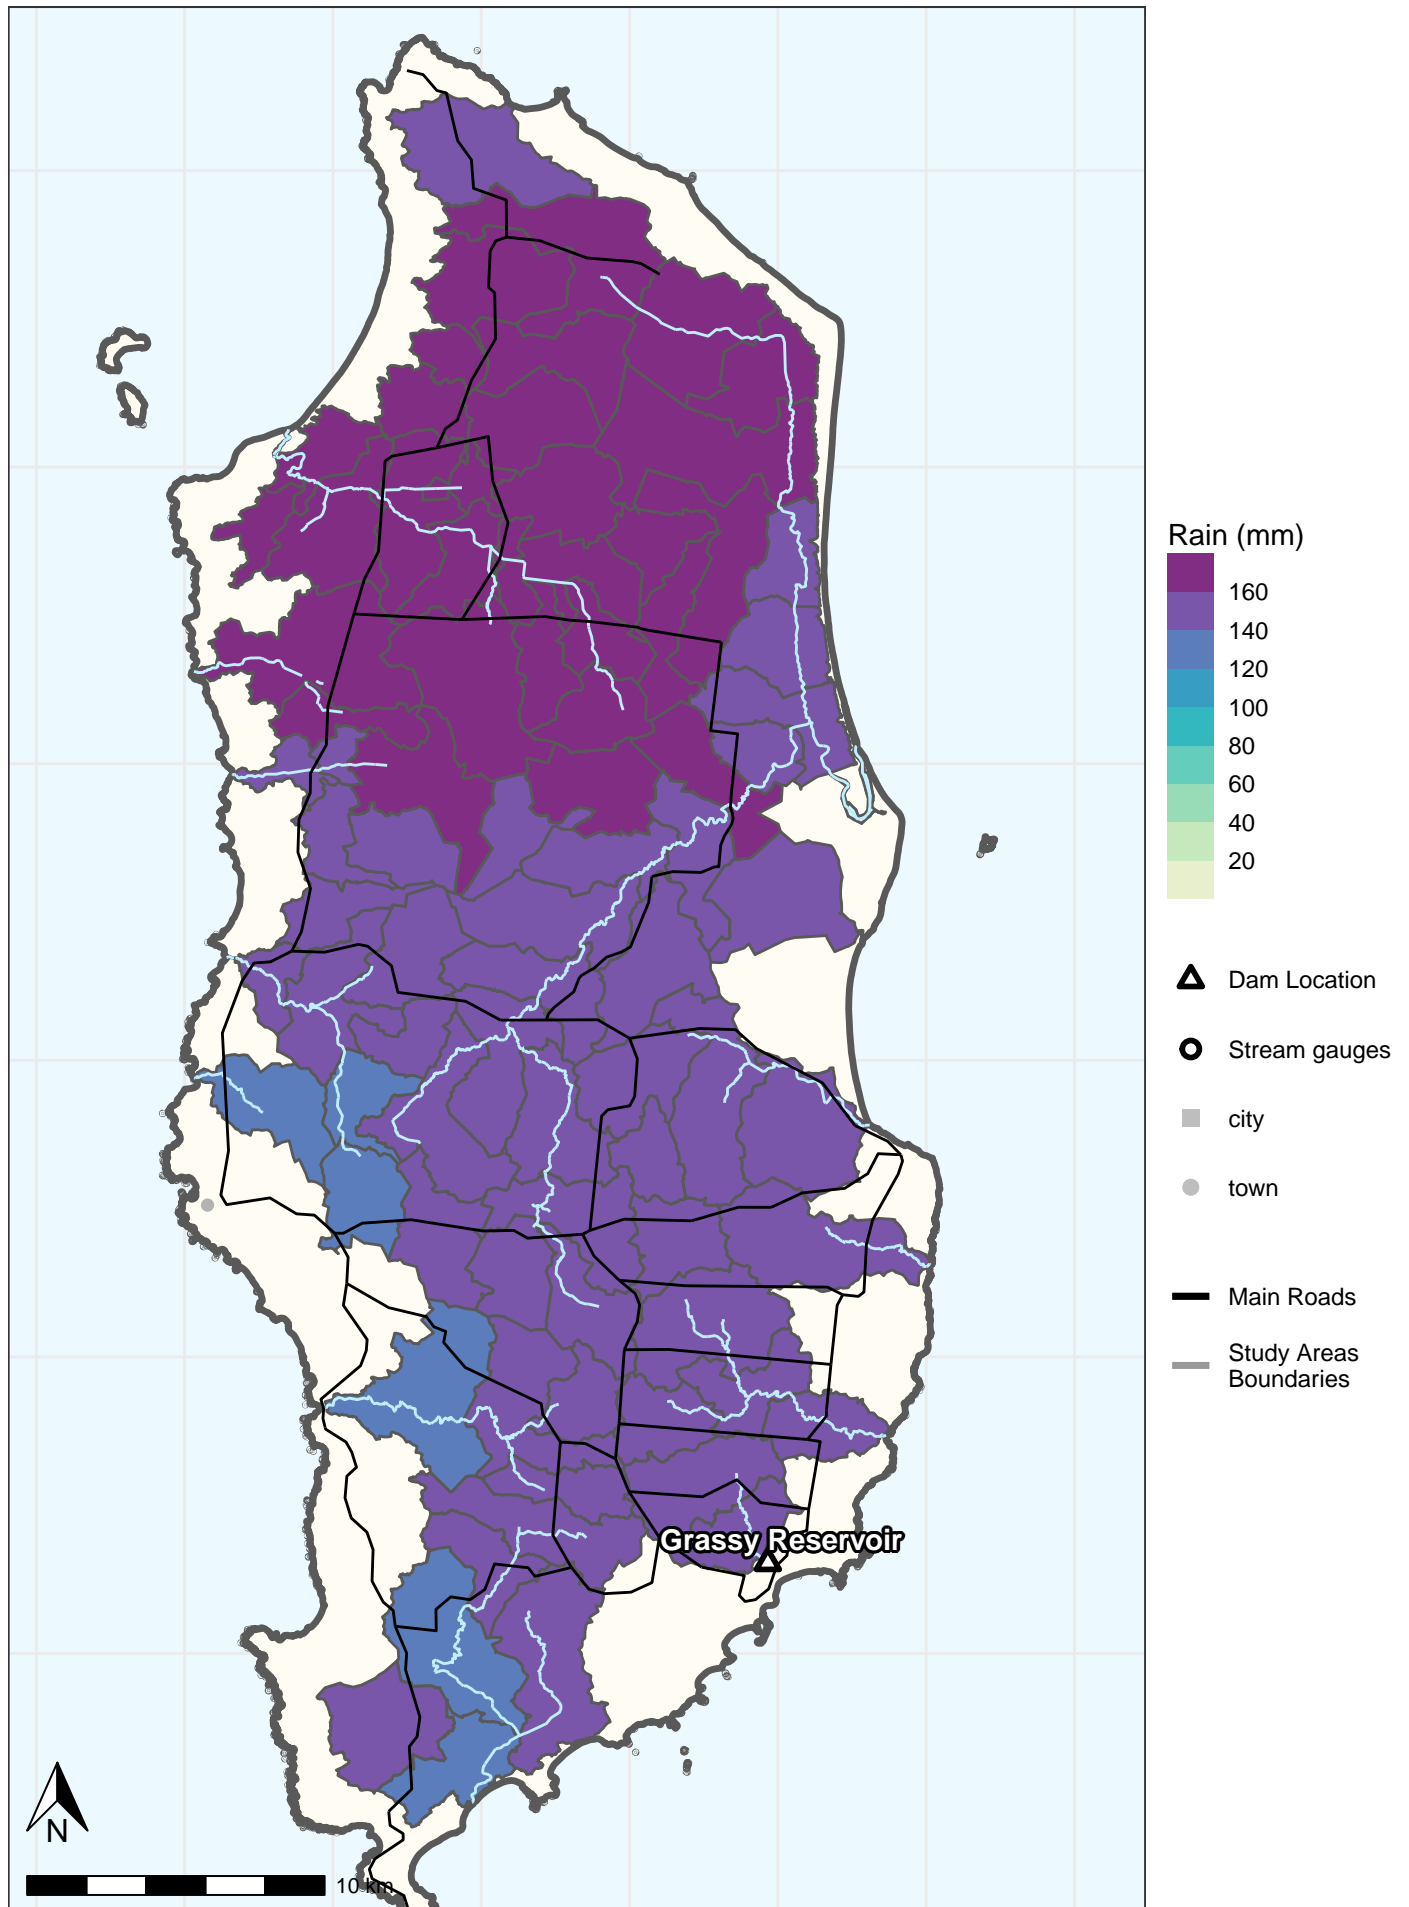 Rain (mm)
160
140
120
100
80
60
40
20
Dam Location
Stream gauges
city
town
Main Roads
Study Areas
Boundaries
Grassy Reservoir
N
10 km